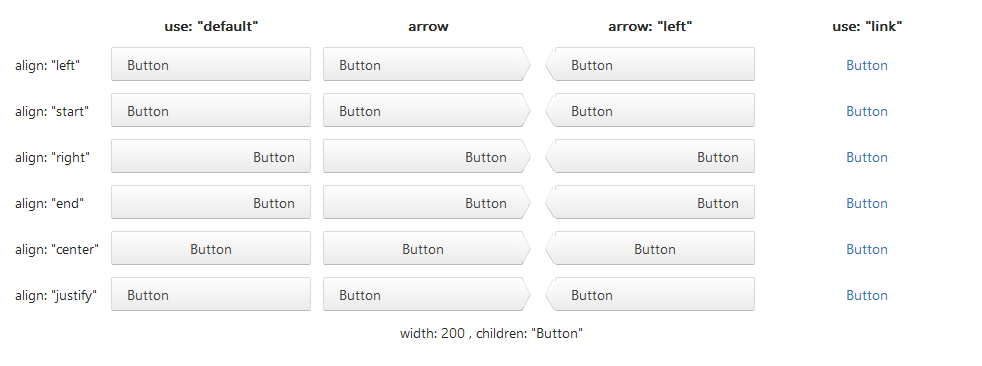 use: "default" arrow arrow: "left" use: "link"
align: "left" Button Button Button Button
align: "start" Button Button Button Button
align: "right" Button Button Button Button
align: "end" Button Button Button Button
align: "center" Button Button Button Button
align: "justify" Button Button Button Button
width: 200 , children: "Button"